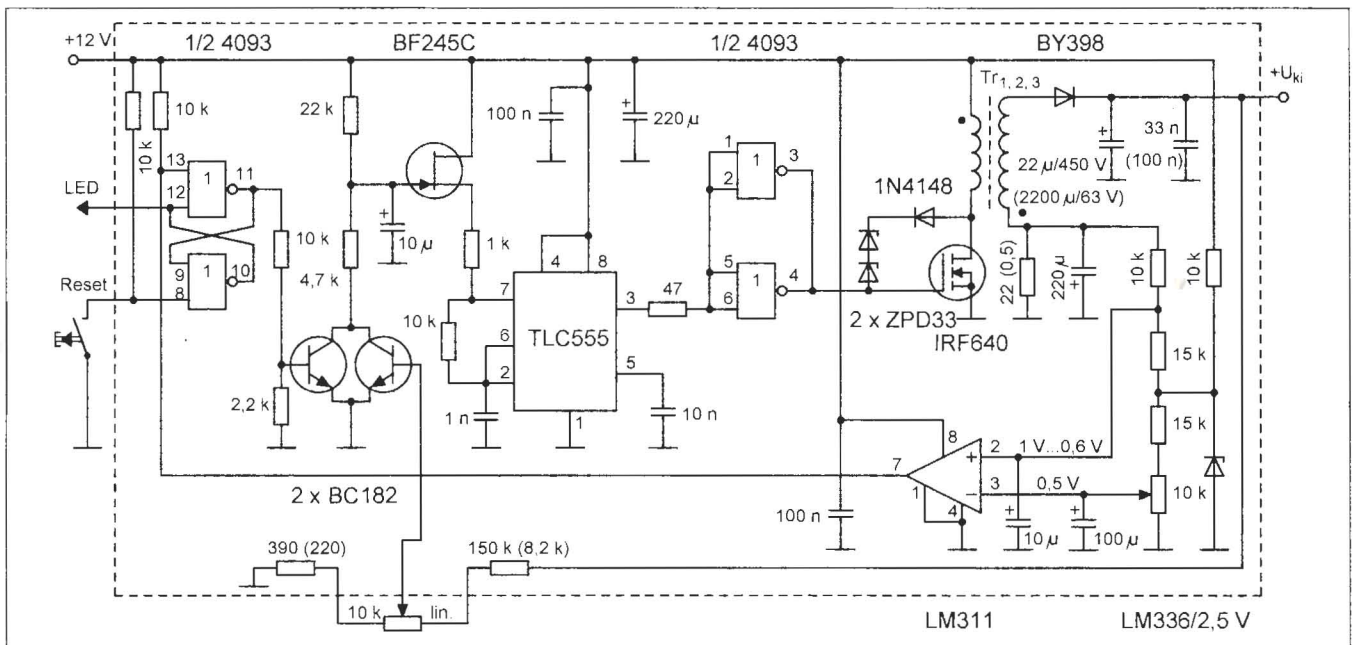 +12 V
1/2 4093
BF245C
1/2 4093
BY398
+Uki
Tr1, 2, 3
10 k
10 k
22 k
100 n
220 µ
33 n
(100 n)
22 µ/450 V
(2200 µ/63 V)
13
12
1
11
LED
9
8
1
10
Reset
10 k
4,7 k
10 µ
1 k
2,2 k
10 k
1 n
7
6
2
4
8
3
5
1
TLC555
47
10 n
1
2
1
3
5
6
1
4
1N4148
2 x ZPD33
IRF640
22 (0,5)
220 µ
10 k
10 k
15 k
15 k
10 k
2 x BC182
7
8
1
4
2
3
+
−
1 V...0,6 V
0,5 V
100 n
10 µ
100 µ
390 (220)
10 k
lin.
150 k (8,2 k)
LM311
LM336/2,5 V